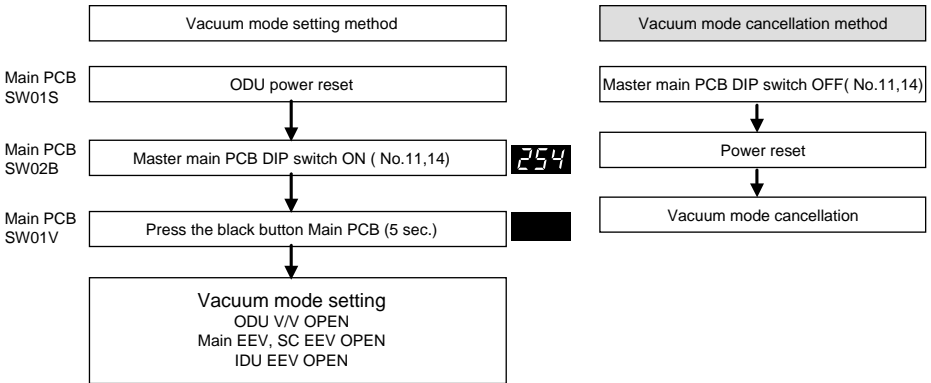 Vacuum mode setting method
Main PCB
SW01S
ODU power reset
Main PCB
SW02B
Master main PCB DIP switch ON ( No.11,14)
254
Main PCB
SW01V
Press the black button Main PCB (5 sec.)
Vacuum mode setting
ODU V/V OPEN
Main EEV, SC EEV OPEN
IDU EEV OPEN
Vacuum mode cancellation method
Master main PCB DIP switch OFF( No.11,14)
Power reset
Vacuum mode cancellation